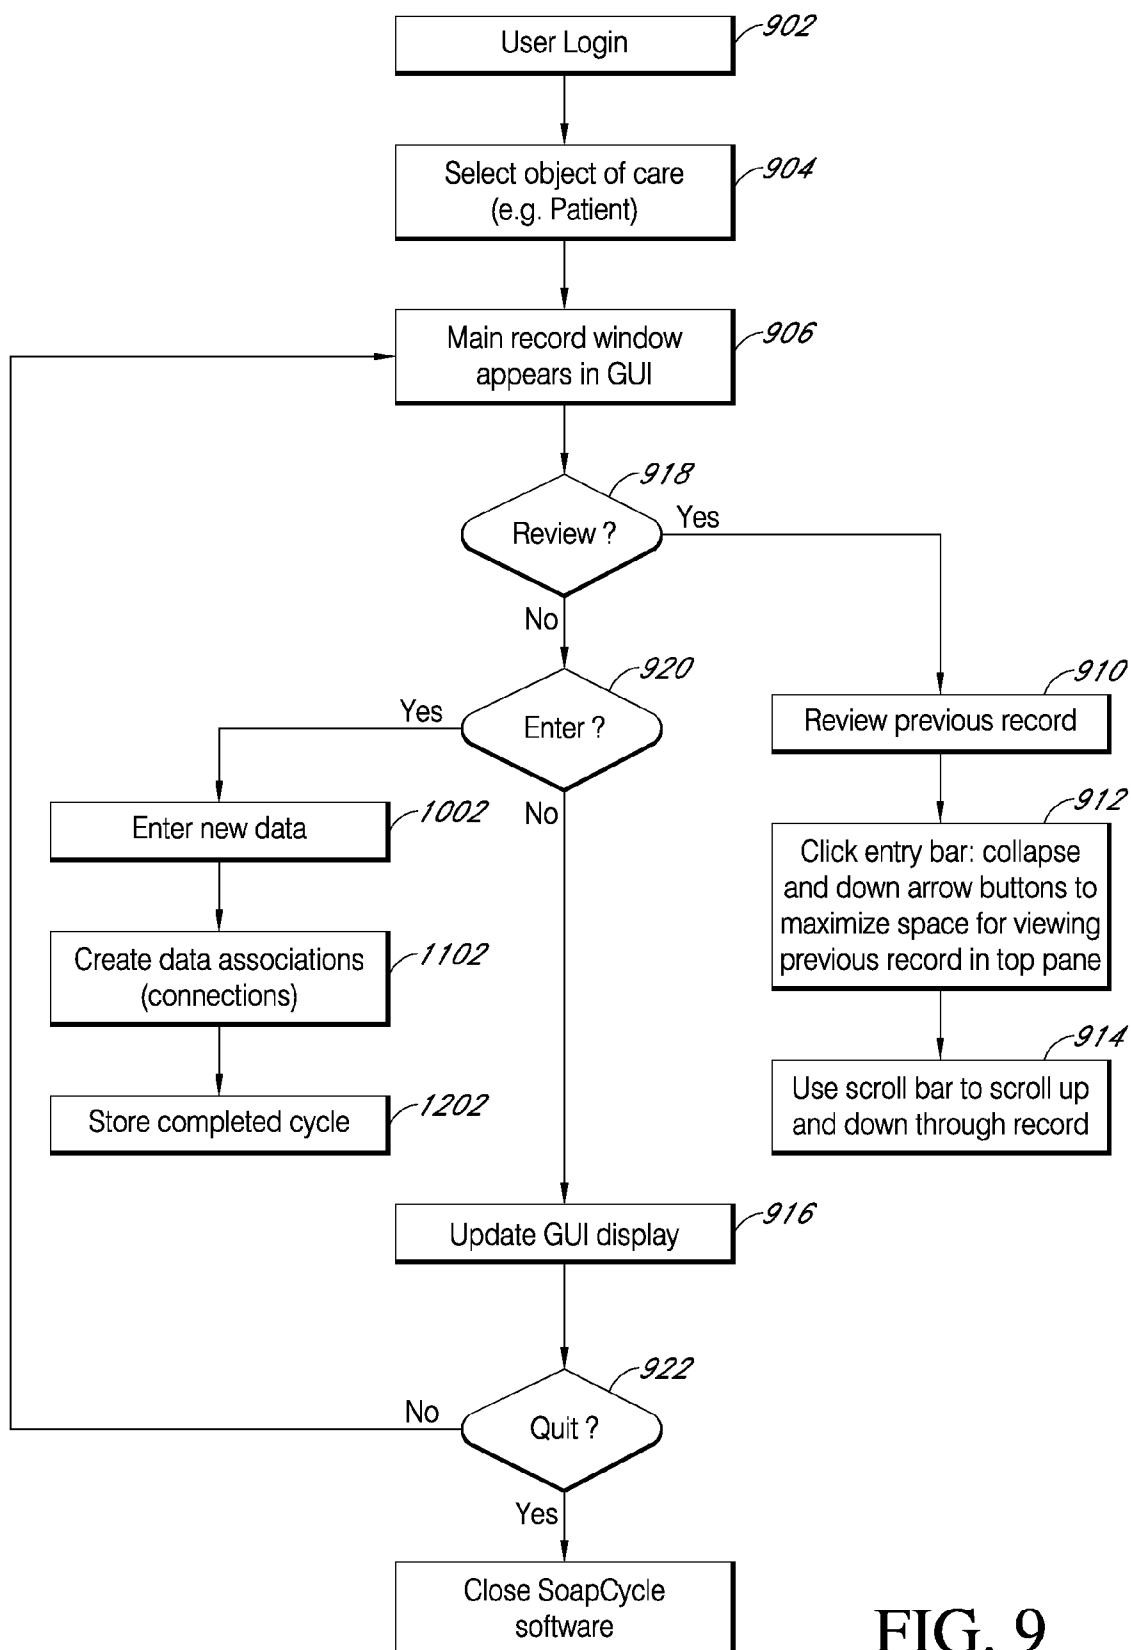 User Login
902
Select object of care
(e.g. Patient)
904
Main record window
appears in GUI
906
918
Review ?
Yes
No
920
Enter ?
Yes
No
910
Review previous record
1002
Enter new data
912
Click entry bar: collapse
and down arrow buttons to
maximize space for viewing
previous record in top pane
1102
Create data associations
(connections)
914
Use scroll bar to scroll up
and down through record
1202
Store completed cycle
916
Update GUI display
922
Quit ?
No
Yes
Close SoapCycle
software
FIG. 9